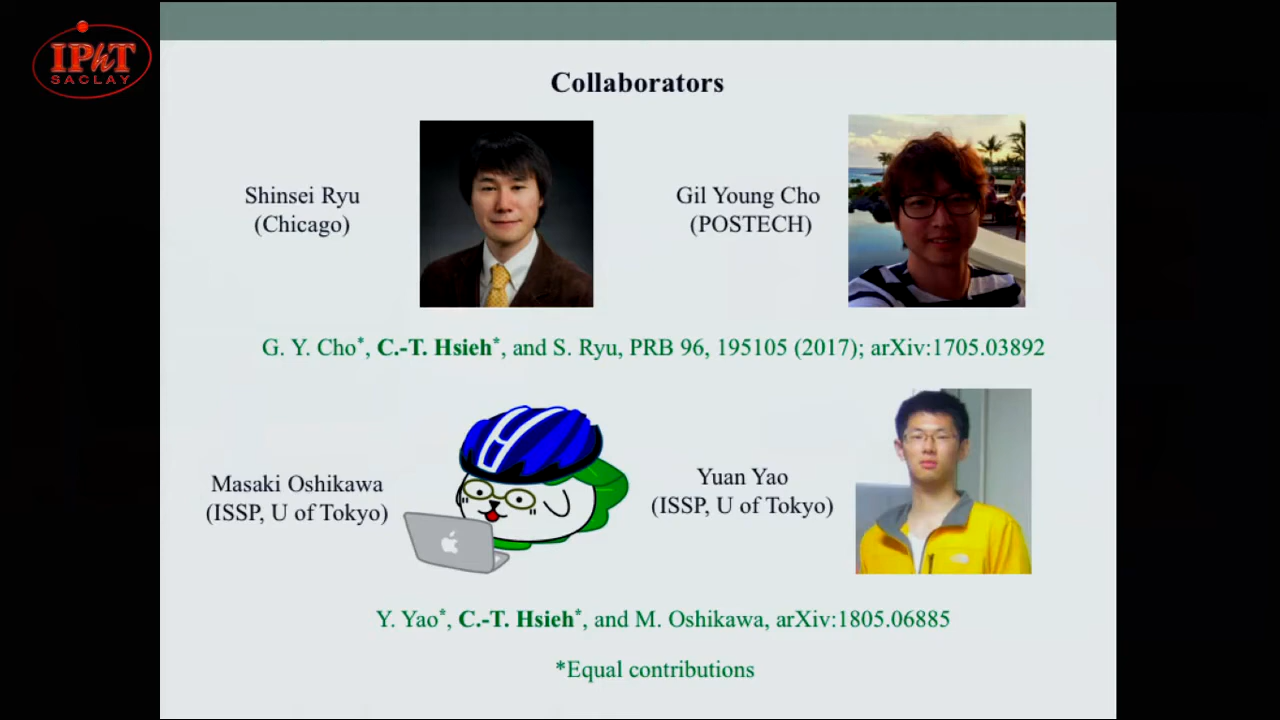 IPhT
SACLAY
Collaborators
Shinsei Ryu
(Chicago)
Gil Young Cho
(POSTECH)
G. Y. Cho*, C.-T. Hsieh*, and S. Ryu, PRB 96, 195105 (2017); arXiv:1705.03892
Masaki Oshikawa
(ISSP, U of Tokyo)
Yuan Yao
(ISSP, U of Tokyo)
Y. Yao*, C.-T. Hsieh*, and M. Oshikawa, arXiv:1805.06885
*Equal contributions